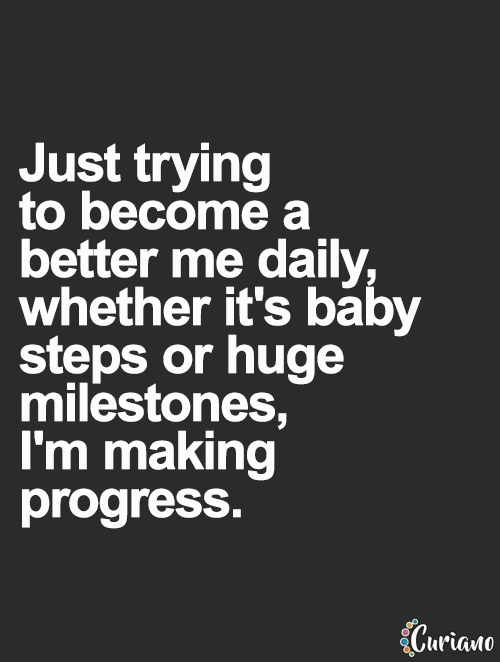 Just trying
to become a
better me daily,
whether it's baby
steps or huge
milestones,
I'm making
progress.
Curiano